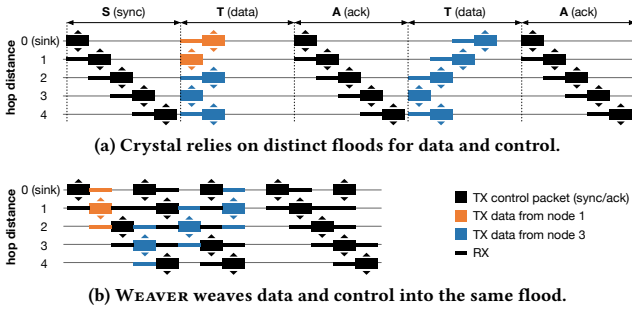 S (sync) T (data) A (ack) T (data) A (ack)
hop distance
0 (sink)
1
2
3
4
(a) Crystal relies on distinct floods for data and control.
hop distance
0 (sink)
1
2
3
4
TX control packet (sync/ack)
TX data from node 1
TX data from node 3
RX
(b) WEAVER weaves data and control into the same flood.